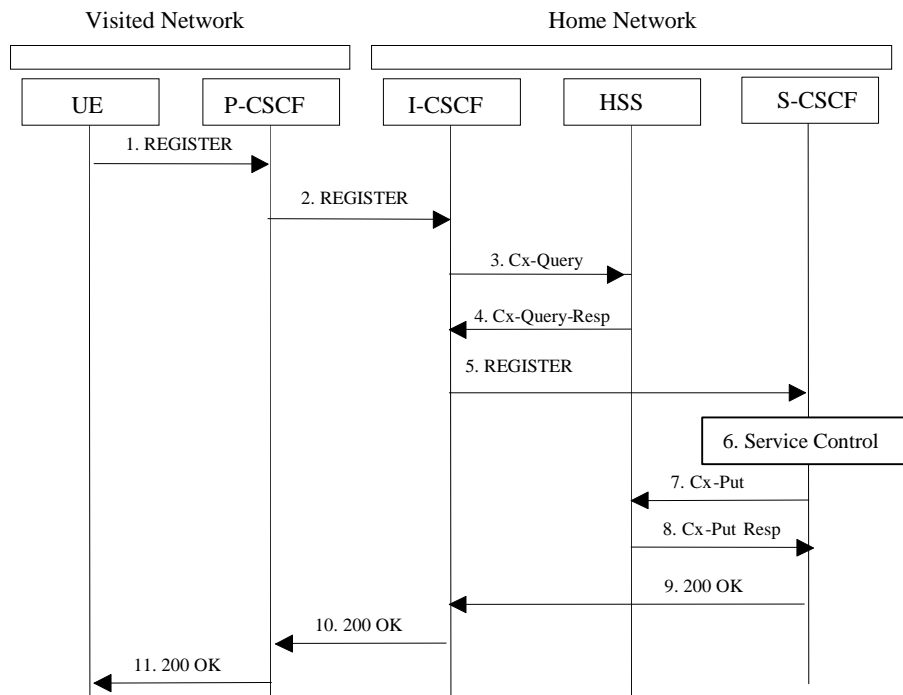 Visited Network
Home Network
UE
P-CSCF
I-CSCF
HSS
S-CSCF
1. REGISTER
2. REGISTER
3. Cx-Query
4. Cx-Query-Resp
5. REGISTER
6. Service Control
7. Cx-Put
8. Cx-Put Resp
9. 200 OK
10. 200 OK
11. 200 OK